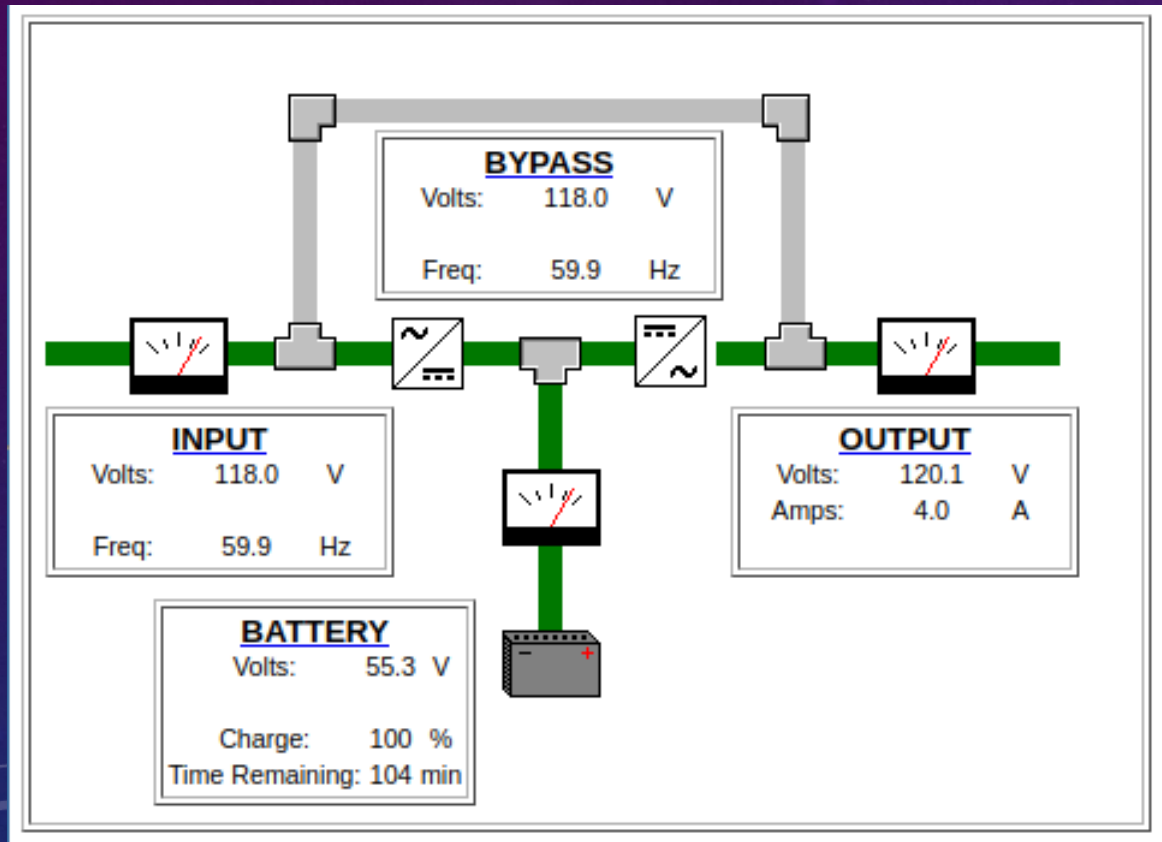 BYPASS
Volts: 118.0 V
Freq: 59.9 Hz
INPUT
Volts: 118.0 V
Freq: 59.9 Hz
OUTPUT
Volts: 120.1 V
Amps: 4.0 A
BATTERY
Volts: 55.3 V
Charge: 100 %
Time Remaining: 104 min